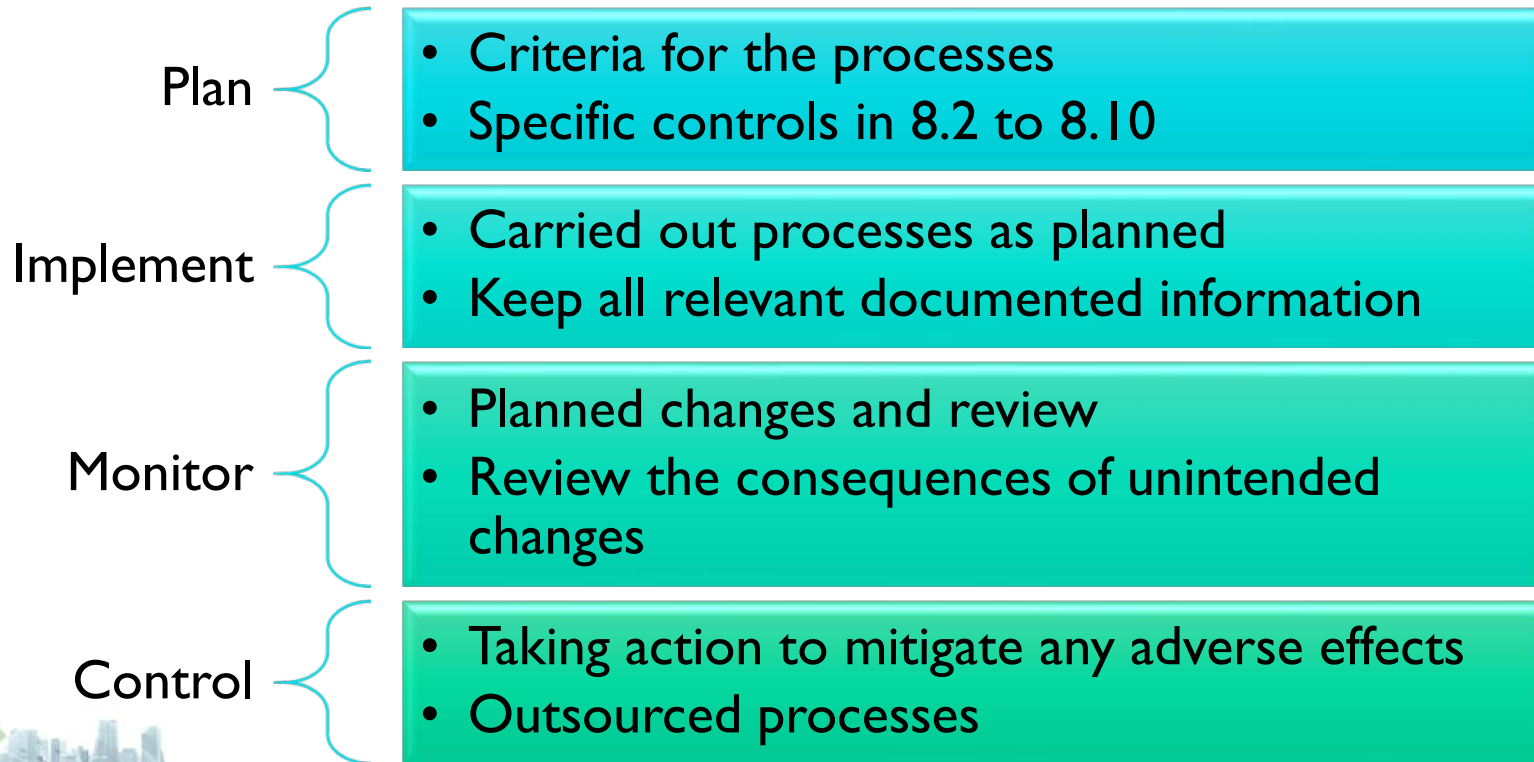 Plan
• Criteria for the processes
• Specific controls in 8.2 to 8.10
Implement
• Carried out processes as planned
• Keep all relevant documented information
Monitor
• Planned changes and review
• Review the consequences of unintended
changes
Control
• Taking action to mitigate any adverse effects
• Outsourced processes